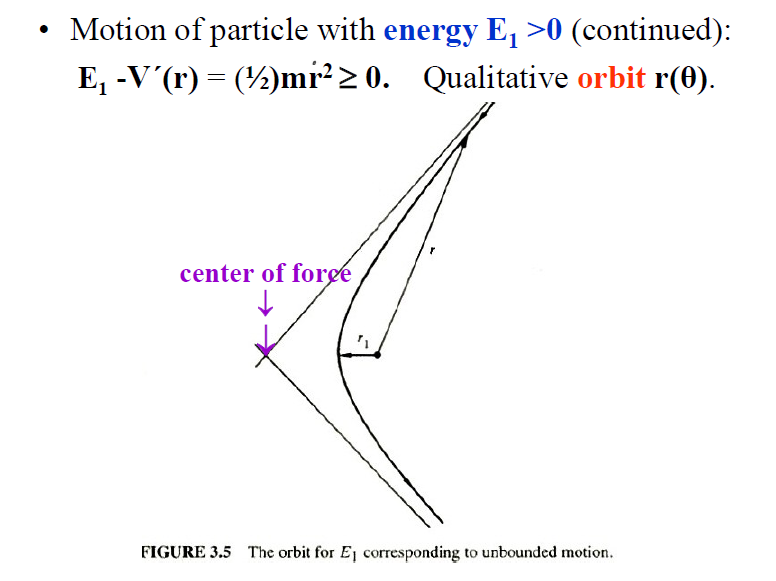 • Motion of particle with energy E₁ >0 (continued):
E₁ -V´(r) = (½)mṙ² ≥ 0. Qualitative orbit r(θ).
center of force
r
r₁
FIGURE 3.5 The orbit for E₁ corresponding to unbounded motion.